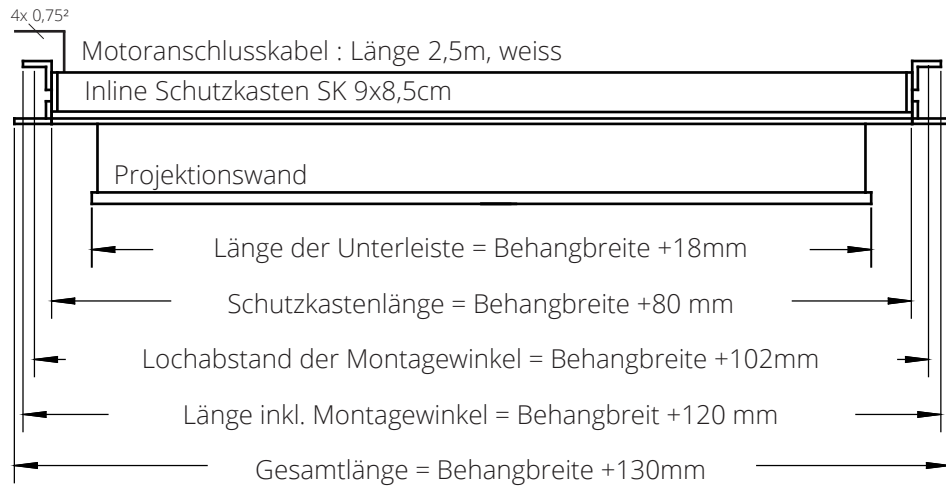 4x 0,75²
Motoranschlusskabel : Länge 2,5m, weiss
Inline Schutzkasten SK 9x8,5cm
Projektionswand
Länge der Unterleiste = Behangbreite +18mm
Schutzkastenlänge = Behangbreite +80 mm
Lochabstand der Montagewinkel = Behangbreite +102mm
Länge inkl. Montagewinkel = Behangbreit +120 mm
Gesamtlänge = Behangbreite +130mm